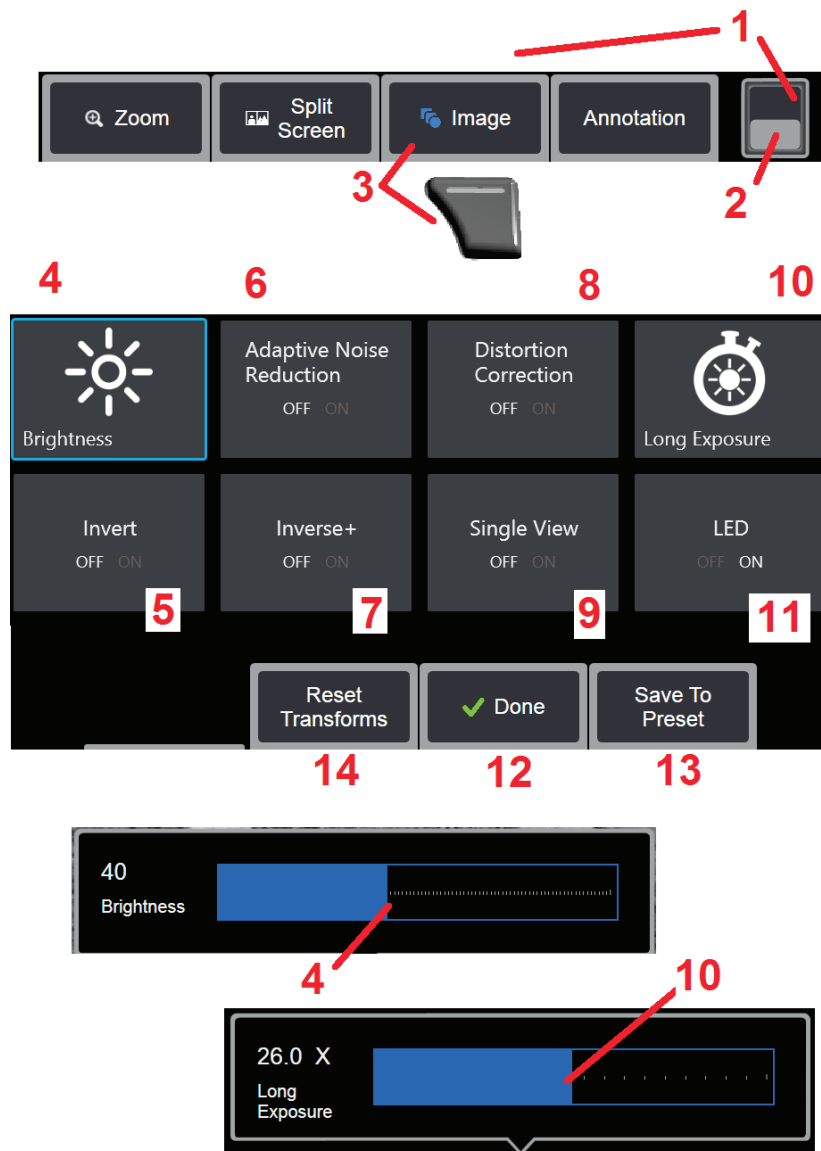 1
Zoom
Split
Screen
Image
Annotation
3
2
4
6
8
10
Brightness
Adaptive Noise
Reduction
OFF ON
Distortion
Correction
OFF ON
Long Exposure
Invert
OFF ON
5
Inverse+
OFF ON
7
Single View
OFF ON
9
LED
OFF ON
11
Reset
Transforms
Done
Save To
Preset
14
12
13
40
Brightness
4
10
26.0 X
Long
Exposure